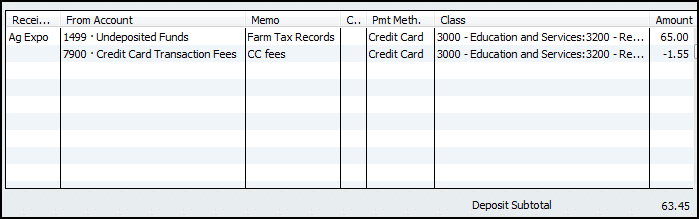 Recei... From Account Memo C.. Pmt Meth. Class Amount
Ag Expo 1499 · Undeposited Funds Farm Tax Records Credit Card 3000 - Education and Services:3200 - Re... 65.00
7900 · Credit Card Transaction Fees CC fees Credit Card 3000 - Education and Services:3200 - Re... -1.55
Deposit Subtotal 63.45